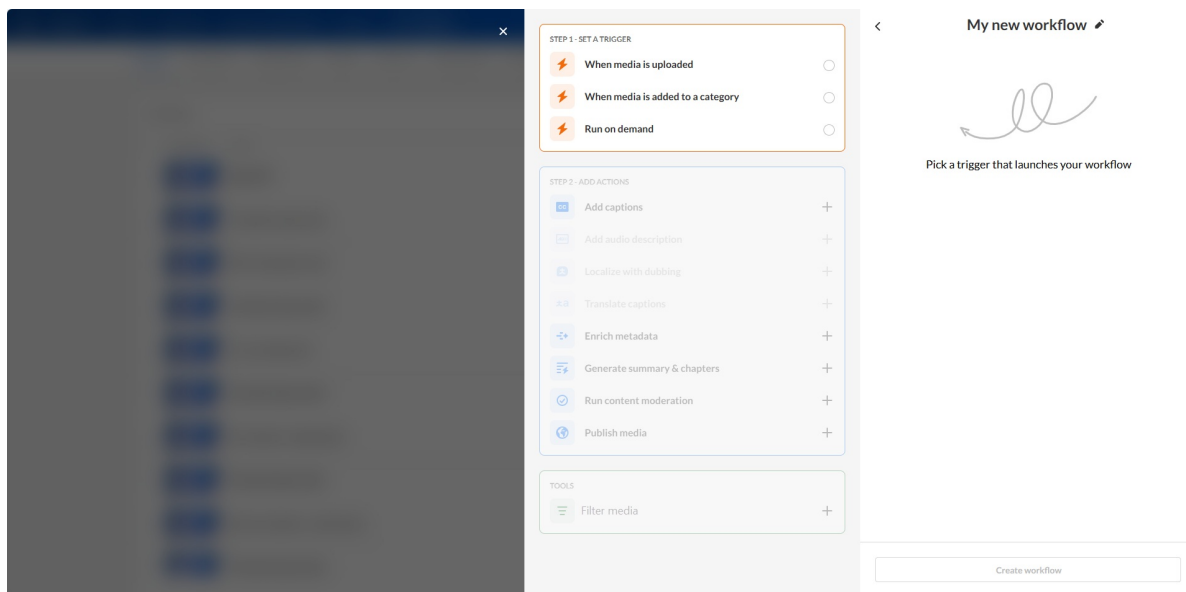 STEP 1 - SET A TRIGGER
When media is uploaded
When media is added to a category
Run on demand
STEP 2 - ADD ACTIONS
Add captions
Add audio description
Localize with dubbing
Translate captions
Enrich metadata
Generate summary & chapters
Run content moderation
Publish media
TOOLS
Filter media
My new workflow
Pick a trigger that launches your workflow
Create workflow